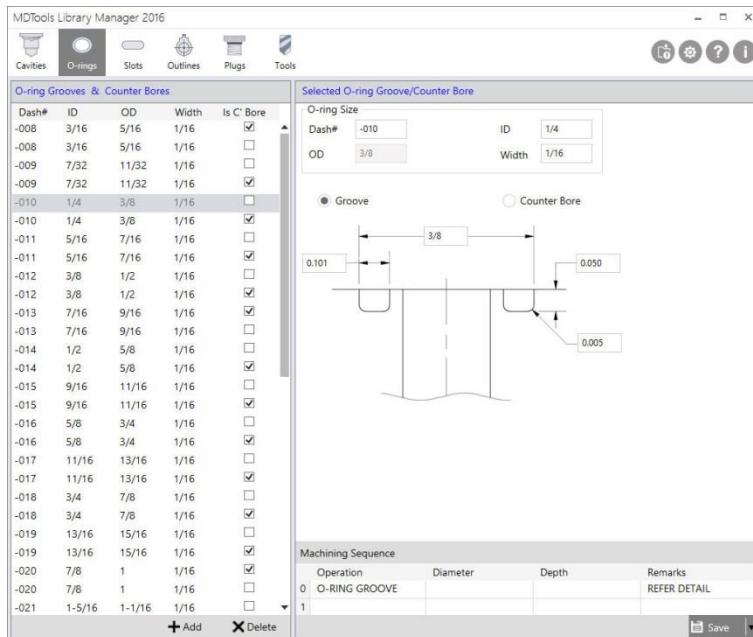 MDTools Library Manager 2016
Cavities O-rings Slots Outlines Plugs Tools
O-ring Grooves & Counter Bores
Dash# ID OD Width Is C' Bore
-008 3/16 5/16 1/16
-008 3/16 5/16 1/16
-009 7/32 11/32 1/16
-009 7/32 11/32 1/16
-010 1/4 3/8 1/16
-010 1/4 3/8 1/16
-011 5/16 7/16 1/16
-011 5/16 7/16 1/16
-012 3/8 1/2 1/16
-012 3/8 1/2 1/16
-013 7/16 9/16 1/16
-013 7/16 9/16 1/16
-014 1/2 5/8 1/16
-014 1/2 5/8 1/16
-015 9/16 11/16 1/16
-015 9/16 11/16 1/16
-016 5/8 3/4 1/16
-016 5/8 3/4 1/16
-017 11/16 13/16 1/16
-017 11/16 13/16 1/16
-018 3/4 7/8 1/16
-018 3/4 7/8 1/16
-019 13/16 15/16 1/16
-019 13/16 15/16 1/16
-020 7/8 1 1/16
-020 7/8 1 1/16
-021 1-5/16 1-1/16 1/16
Add Delete
Selected O-ring Groove/Counter Bore
O-ring Size
Dash# -010 ID 1/4
OD 3/8 Width 1/16
Groove Counter Bore
3/8
0.101 0.050
0.005
Machining Sequence
Operation Diameter Depth Remarks
0 O-RING GROOVE REFER DETAIL
1
Save